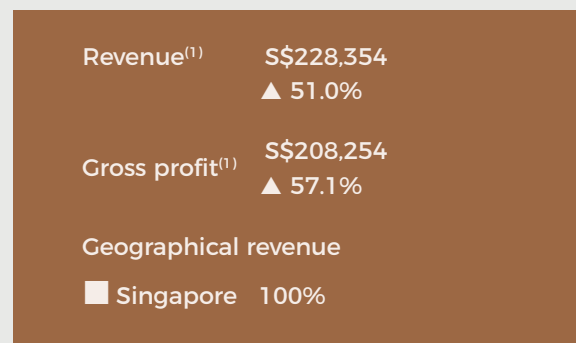 Revenue(1) S$228,354
▲ 51.0%
Gross profit(1) S$208,254
▲ 57.1%
Geographical revenue
Singapore 100%